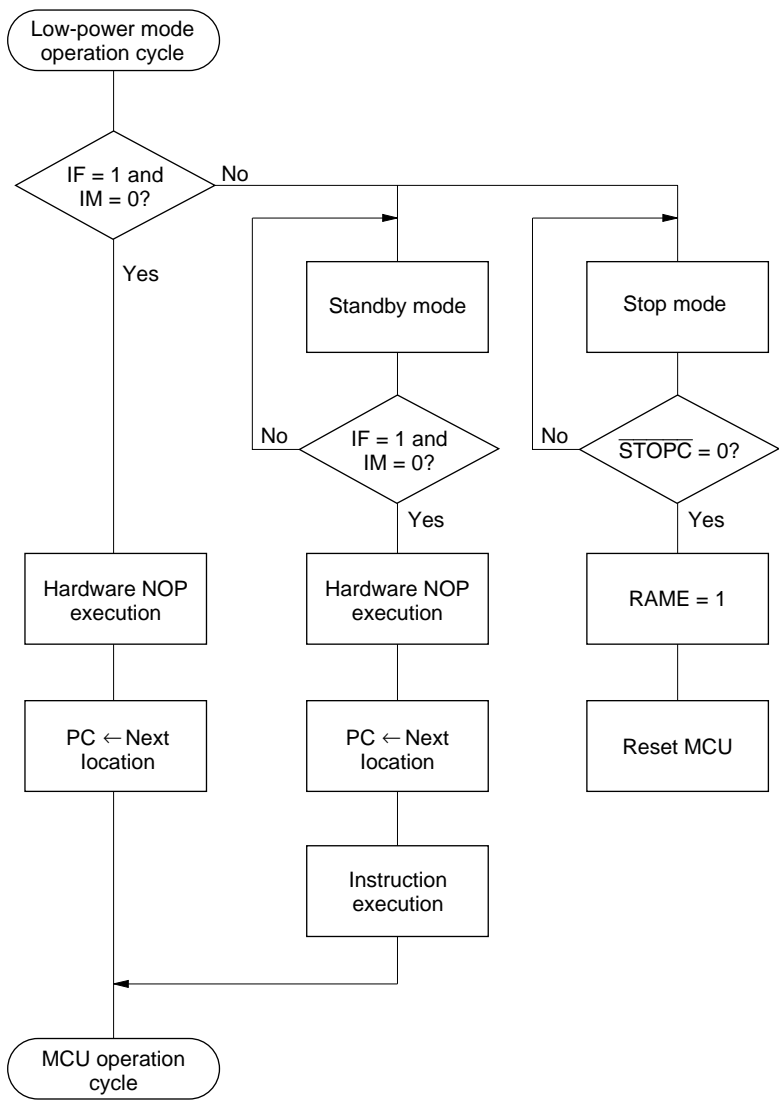 Low-power mode
operation cycle
IF = 1 and
IM = 0?
No
Yes
Standby mode
Stop mode
No
IF = 1 and
IM = 0?
Yes
No
S̅T̅O̅P̅C̅ = 0?
Yes
Hardware NOP
execution
Hardware NOP
execution
RAME = 1
PC ← Next
location
PC ← Next
location
Reset MCU
Instruction
execution
MCU operation
cycle